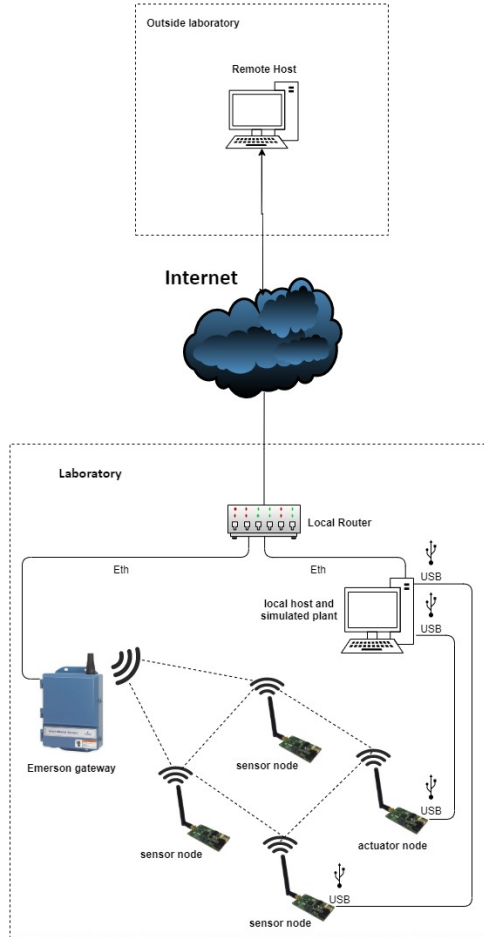 Outside laboratory
Remote Host
Internet
Laboratory
Local Router
Eth
Eth
USB
local host and
simulated plant
USB
Emerson gateway
sensor node
USB
sensor node
actuator node
USB
sensor node